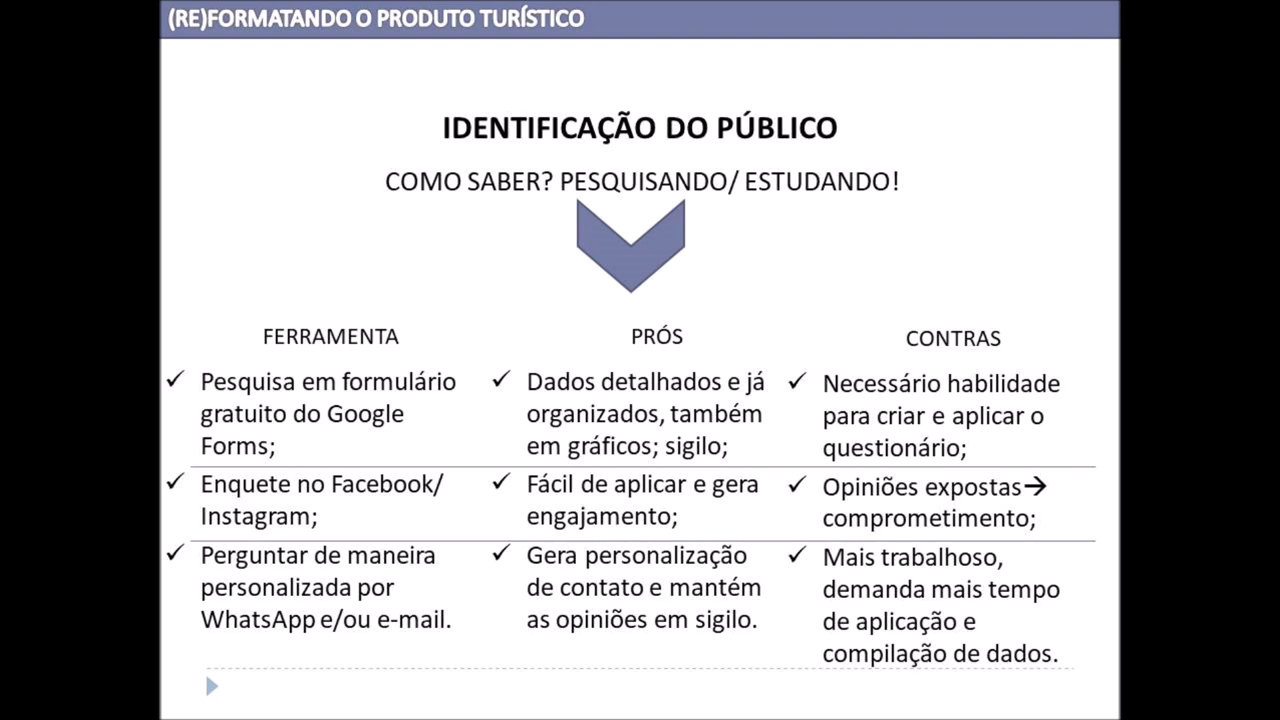 (RE)FORMATANDO O PRODUTO TURÍSTICO
IDENTIFICAÇÃO DO PÚBLICO
COMO SABER? PESQUISANDO/ ESTUDANDO!
FERRAMENTA
✓ Pesquisa em formulário
gratuito do Google
Forms;
✓ Enquete no Facebook/
Instagram;
✓ Perguntar de maneira
personalizada por
WhatsApp e/ou e-mail.
PRÓS
✓ Dados detalhados e já
organizados, também
em gráficos; sigilo;
✓ Fácil de aplicar e gera
engajamento;
✓ Gera personalização
de contato e mantém
as opiniões em sigilo.
CONTRAS
✓ Necessário habilidade
para criar e aplicar o
questionário;
✓ Opiniões expostas→
comprometimento;
✓ Mais trabalhoso,
demanda mais tempo
de aplicação e
compilação de dados.